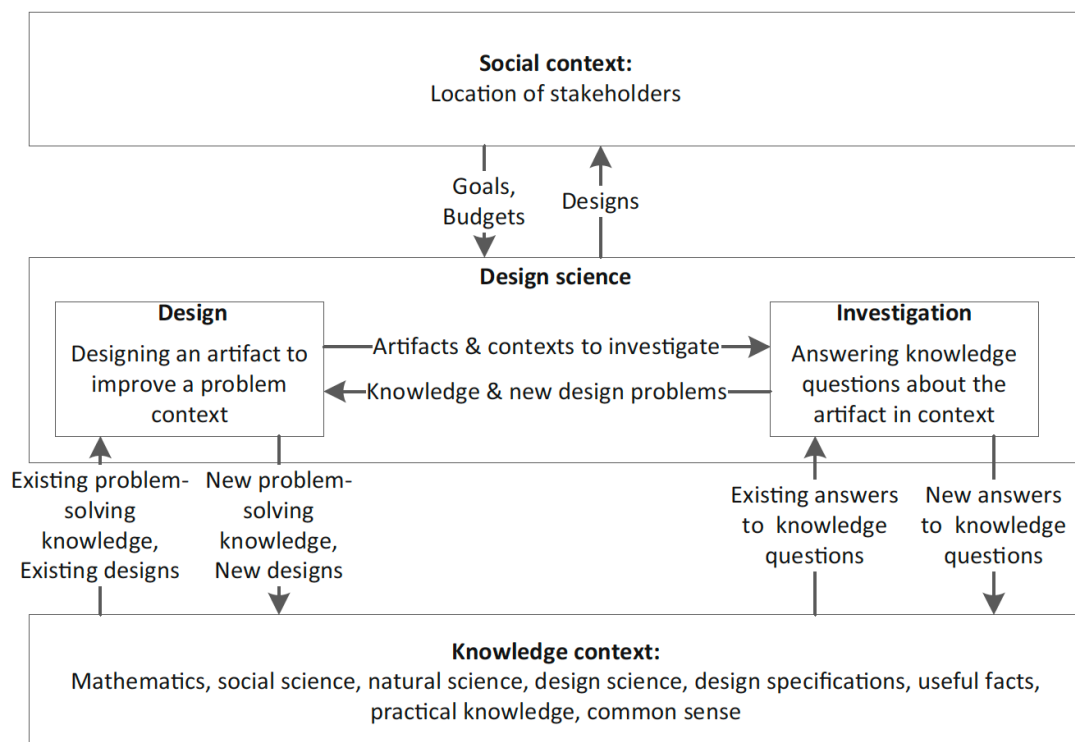 Social context:
Location of stakeholders
Goals,
Budgets
Designs
Design science
Design
Designing an artifact to
improve a problem
context
Artifacts & contexts to investigate
Knowledge & new design problems
Investigation
Answering knowledge
questions about the
artifact in context
Existing problem-
solving
knowledge,
Existing designs
New problem-
solving
knowledge,
New designs
Existing answers
to knowledge
questions
New answers
to knowledge
questions
Knowledge context:
Mathematics, social science, natural science, design science, design specifications, useful facts,
practical knowledge, common sense